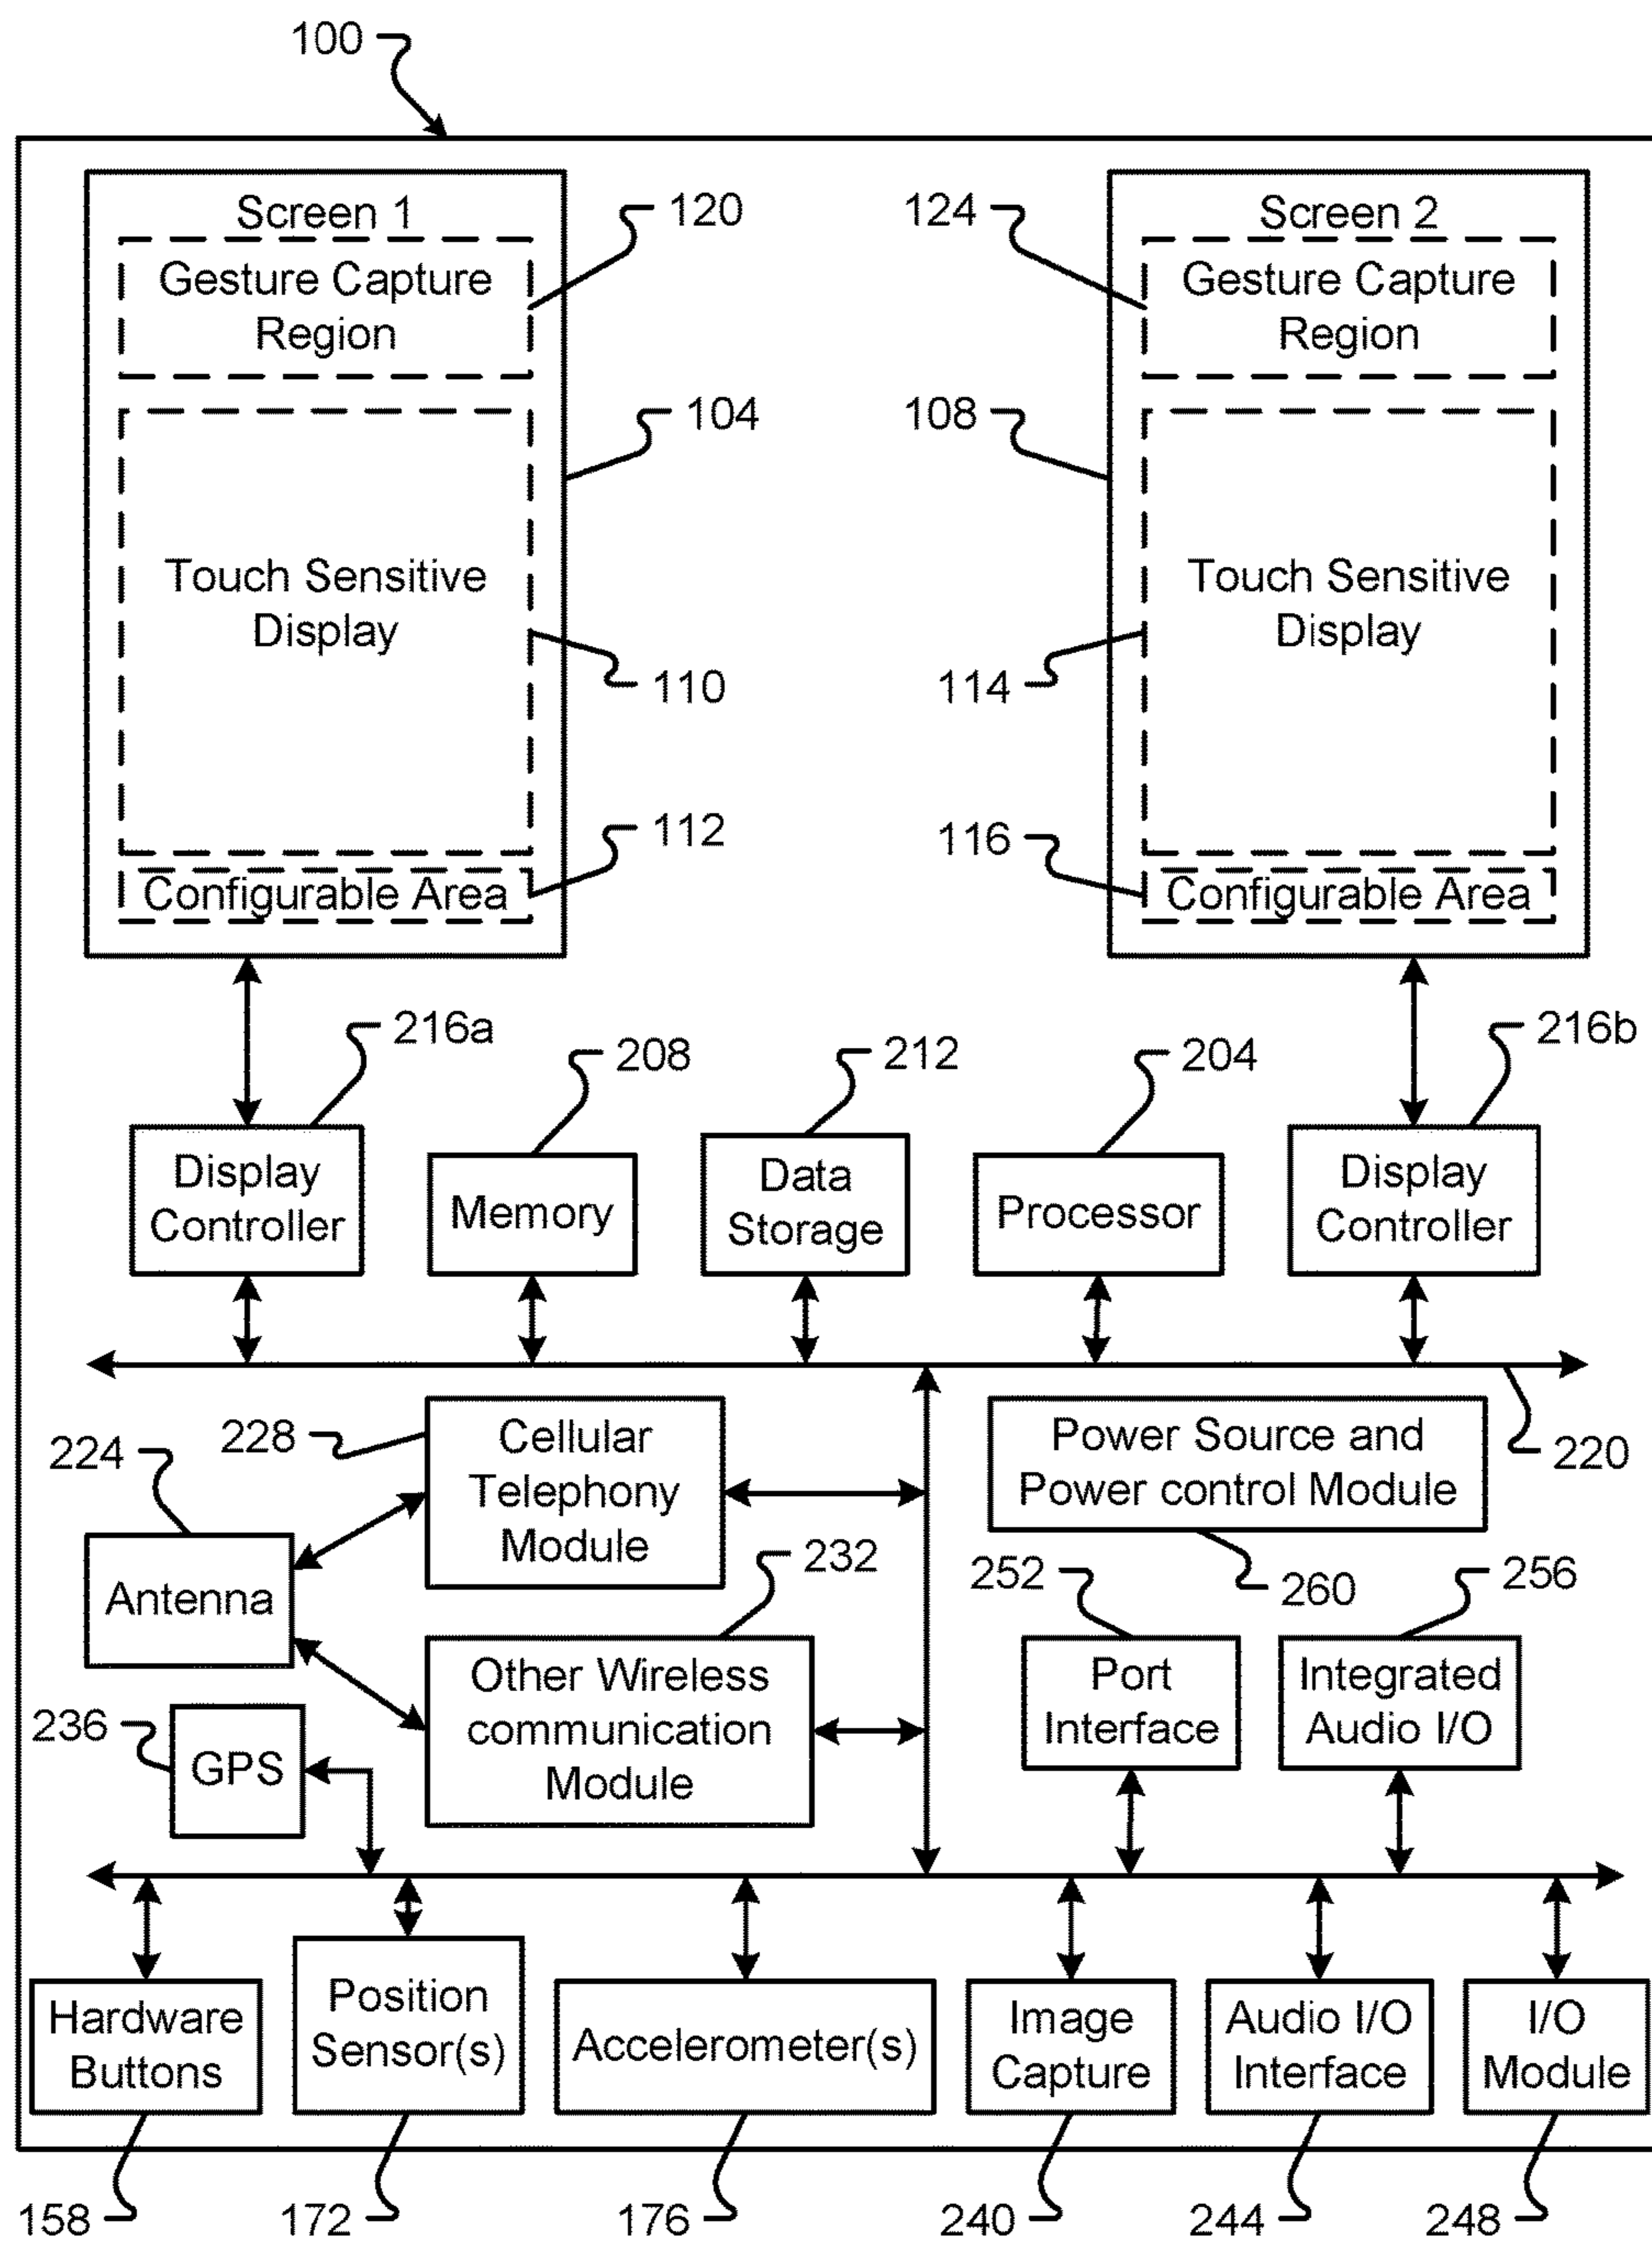 100
Screen 1
120
124
Screen 2
Gesture Capture
Region
Gesture Capture
Region
104
108
Touch Sensitive
Display
Touch Sensitive
Display
110
114
112
116
Configurable Area
Configurable Area
216a
208
212
204
216b
Display
Controller
Memory
Data
Storage
Processor
Display
Controller
228
Cellular
Telephony
Module
Power Source and
Power control Module
220
224
232
252
260
256
Antenna
Other Wireless
communication
Module
Port
Interface
Integrated
Audio I/O
236
GPS
Hardware
Buttons
Position
Sensor(s)
Accelerometer(s)
Image
Capture
Audio I/O
Interface
I/O
Module
158
172
176
240
244
248